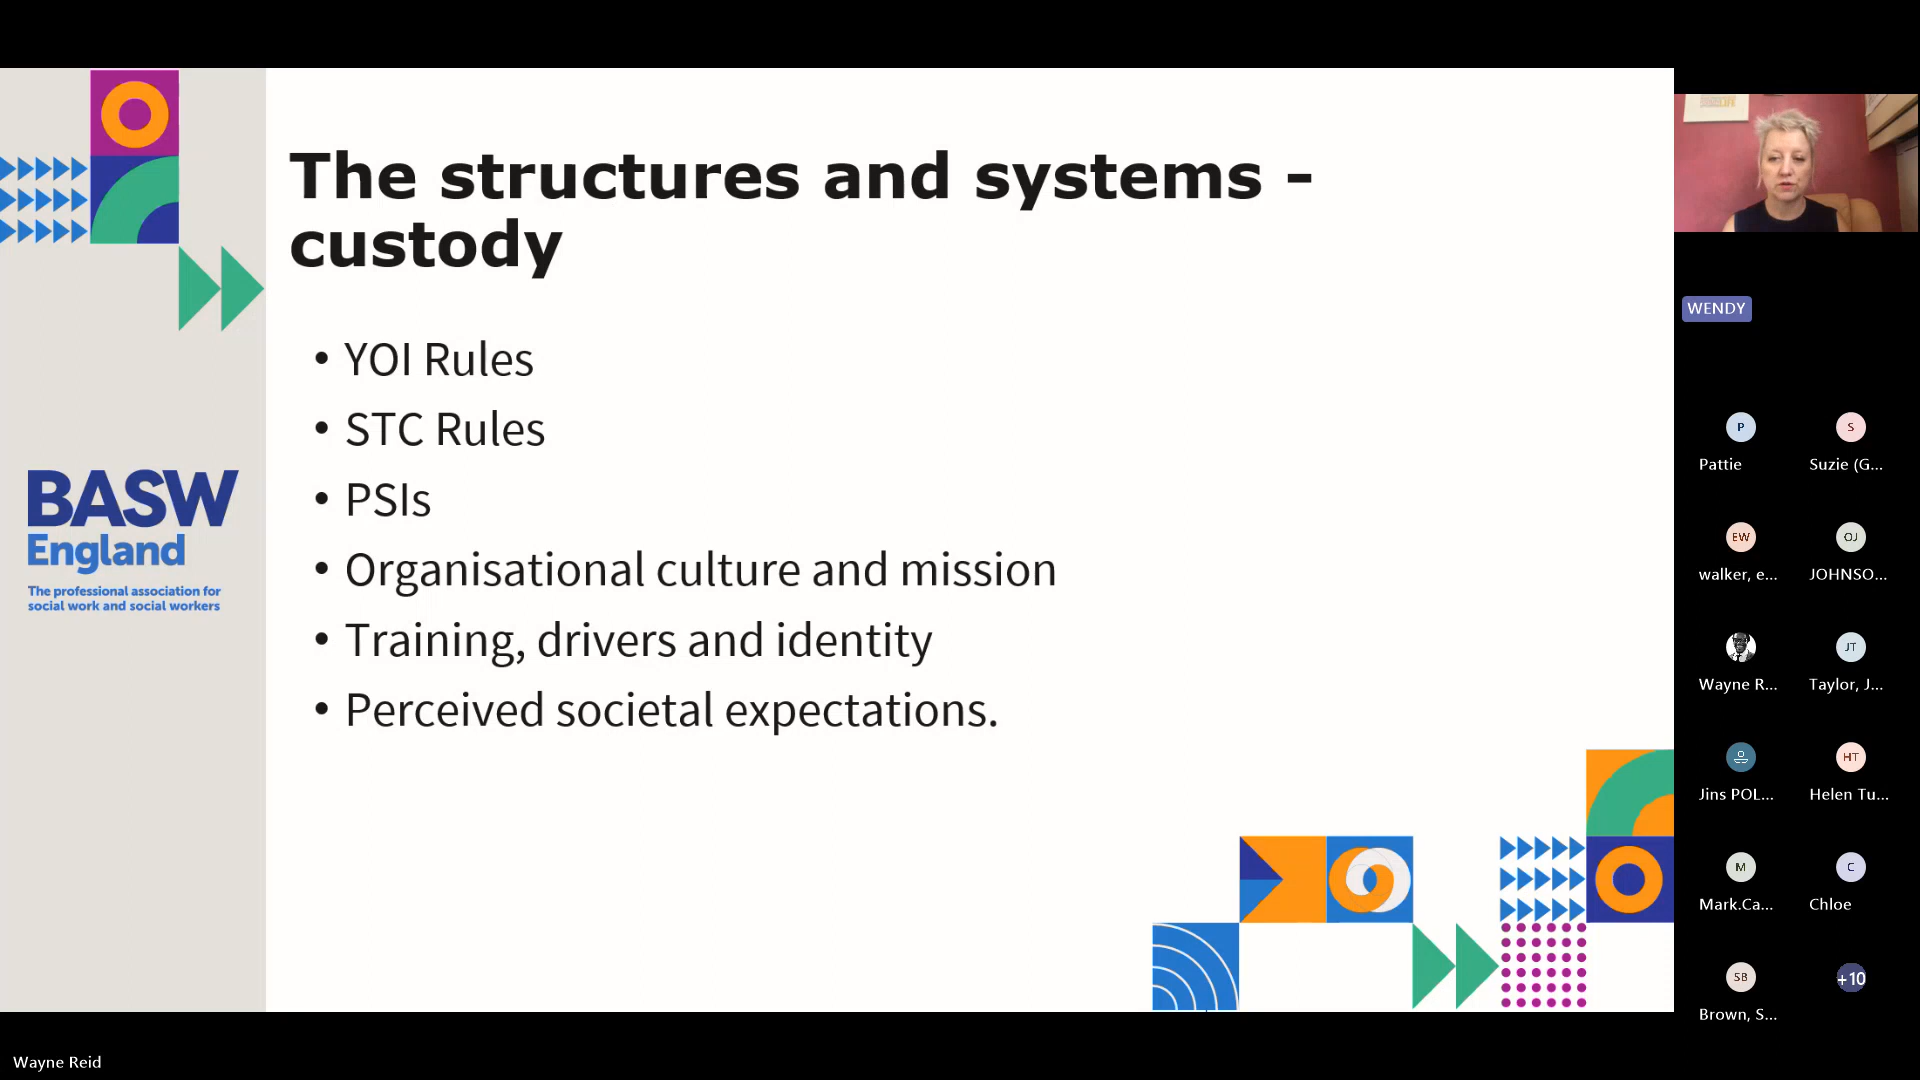 The structures and systems -
custody
• YOI Rules
• STC Rules
• PSIs
• Organisational culture and mission
• Training, drivers and identity
• Perceived societal expectations.
BASW
England
The professional association for
social work and social workers
WENDY
P
Pattie
S
Suzie (G...
EW
walker, e...
OJ
JOHNSO...
Wayne R...
JT
Taylor, J...
Jins POL...
HT
Helen Tu...
M
Mark.Ca...
C
Chloe
SB
Brown, S...
+10
Wayne Reid